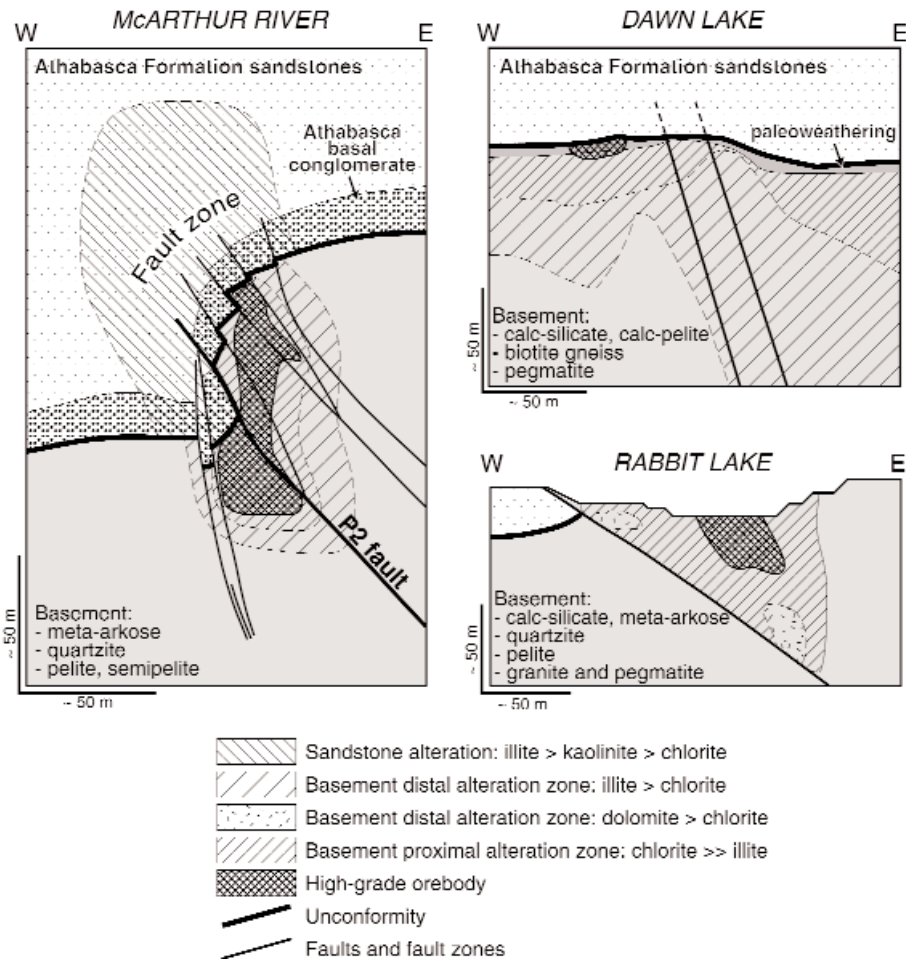 McARTHUR RIVER
W
E
Athabasca Formation sandstones
Athabasca
basal
conglomerate
Fault zone
P2 fault
Basement:
- meta-arkose
- quartzite
- pelite, semipelite
~ 50 m
~ 50 m
DAWN LAKE
W
E
Athabasca Formation sandstones
paleoweathering
Basement:
- calc-silicate, calc-pelite
- biotite gneiss
- pegmatite
~ 50 m
~ 50 m
W
RABBIT LAKE
E
Basement:
- calc-silicate, meta-arkose
- quartzite
- pelite
- granite and pegmatite
~ 50 m
~ 50 m
Sandstone alteration: illite > kaolinite > chlorite
Basement distal alteration zone: illite > chlorite
Basement distal alteration zone: dolomite > chlorite
Basement proximal alteration zone: chlorite >> illite
High-grade orebody
Unconformity
Faults and fault zones